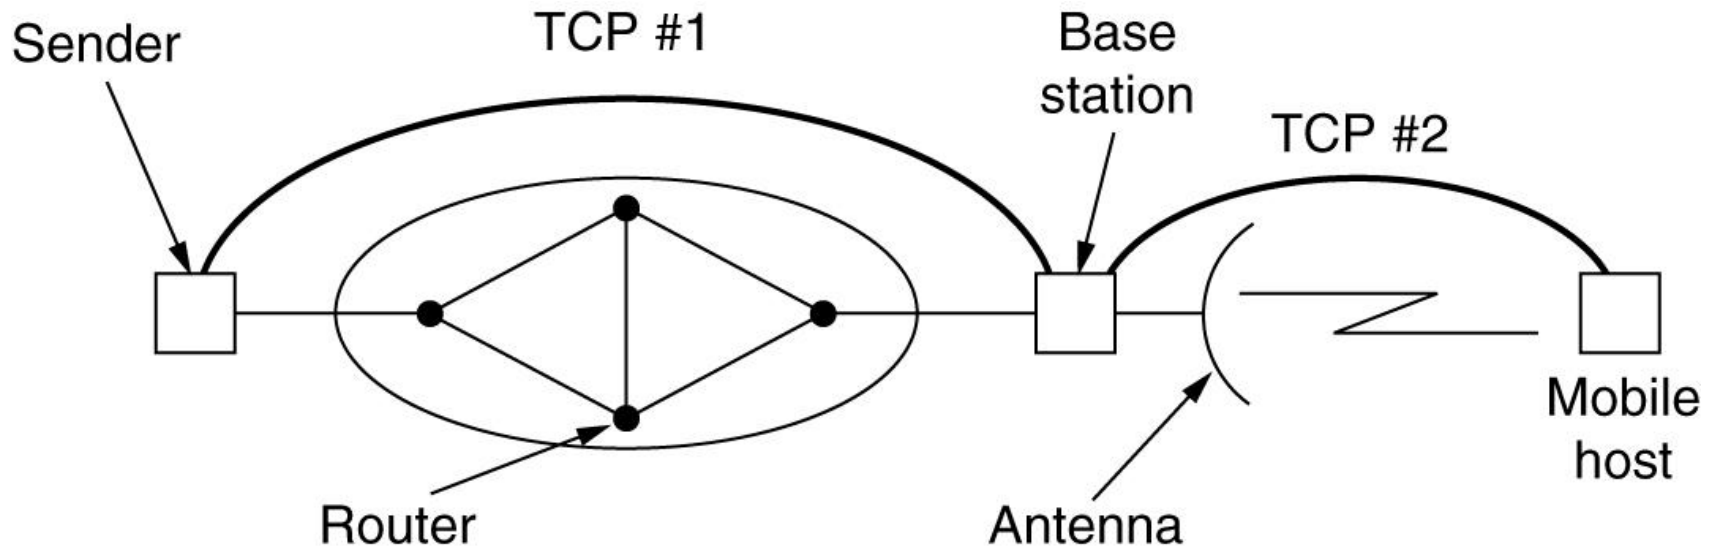 Sender
TCP #1
Base
station
TCP #2
Router
Antenna
Mobile
host